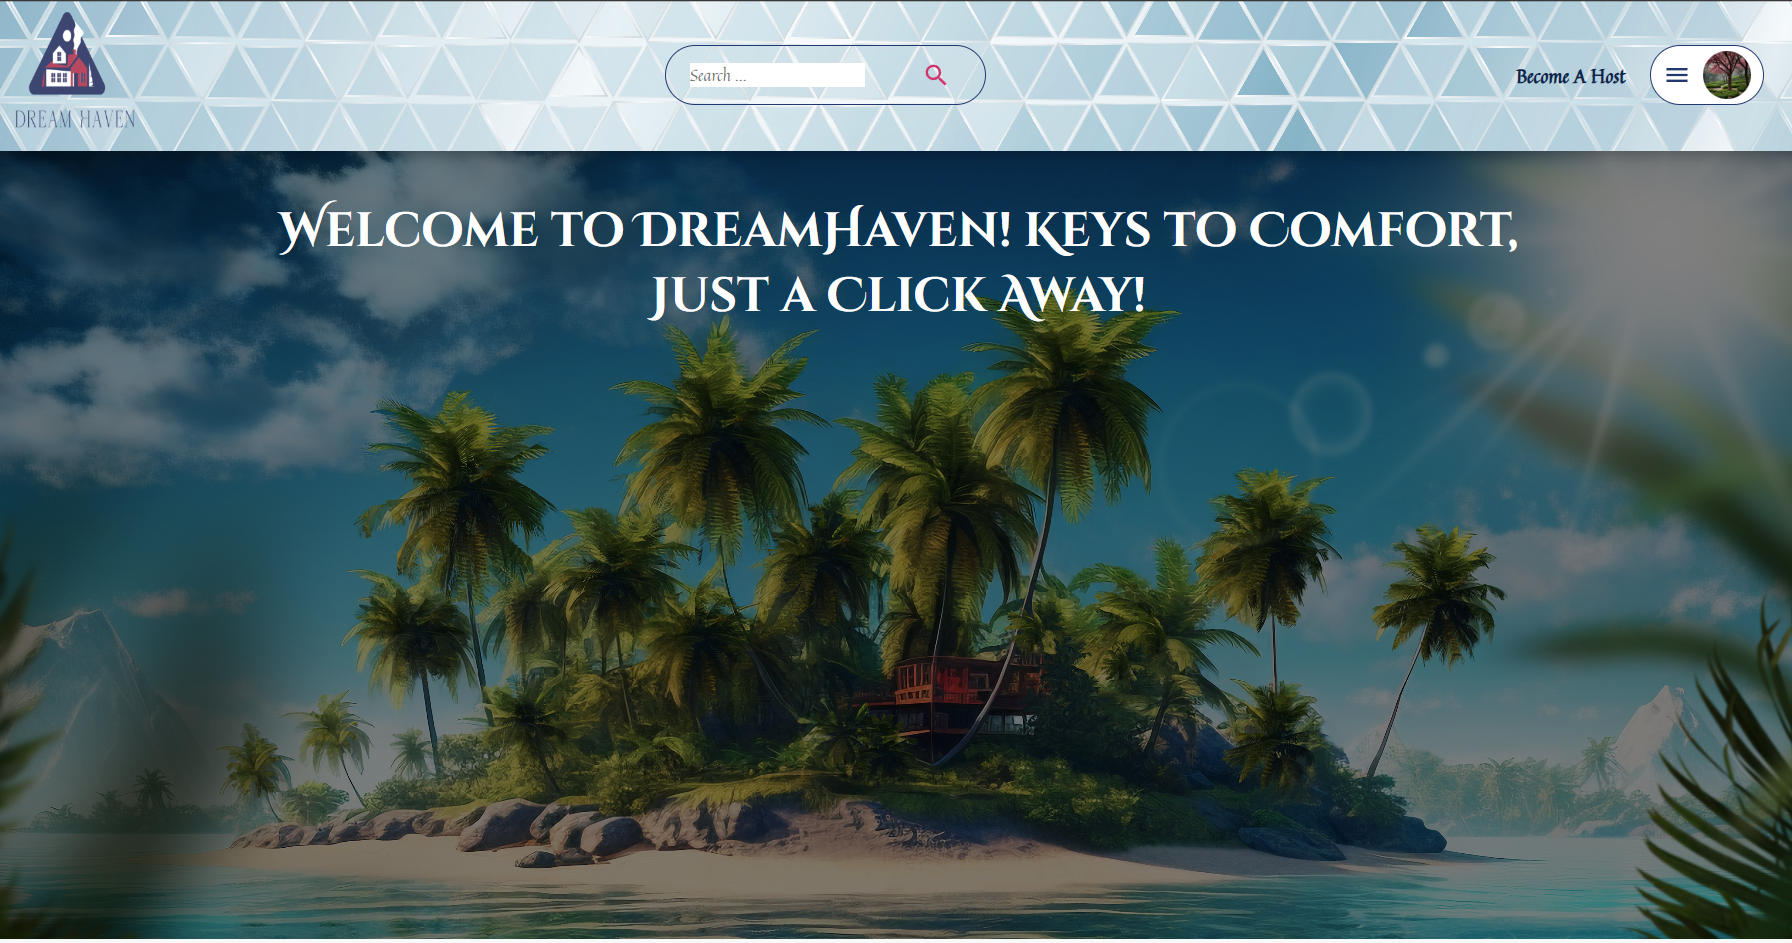 DREAM HAVEN
Search ...
Become A Host
Welcome to DreamHaven! Keys to Comfort,
Just a Click Away!